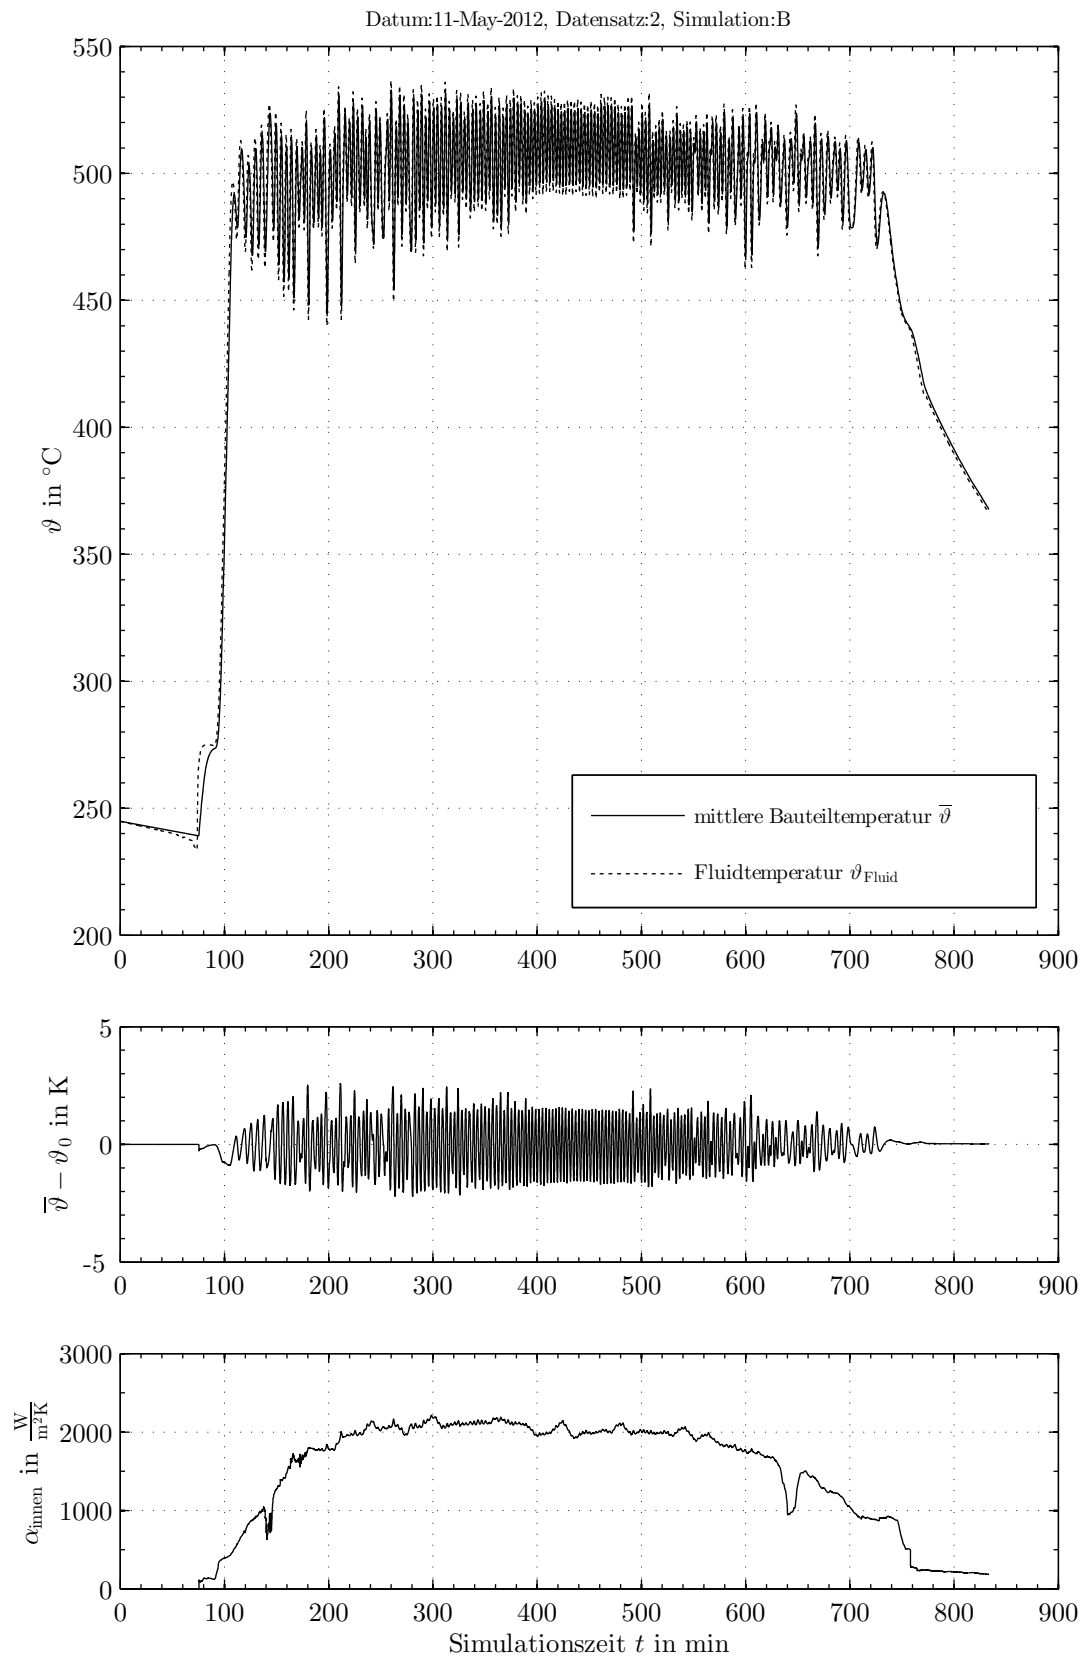 Datum:11-May-2012, Datensatz:2, Simulation:B
550
500
450
400
350
300
250
200
ϑ in °C
mittlere Bauteiltemperatur ϑ̅
Fluidtemperatur ϑFluid
0 100 200 300 400 500 600 700 800 900
5
0
-5
ϑ̅ − ϑ0 in K
0 100 200 300 400 500 600 700 800 900
3000
2000
1000
0
αinnen in W/m²K
0 100 200 300 400 500 600 700 800 900
Simulationszeit t in min